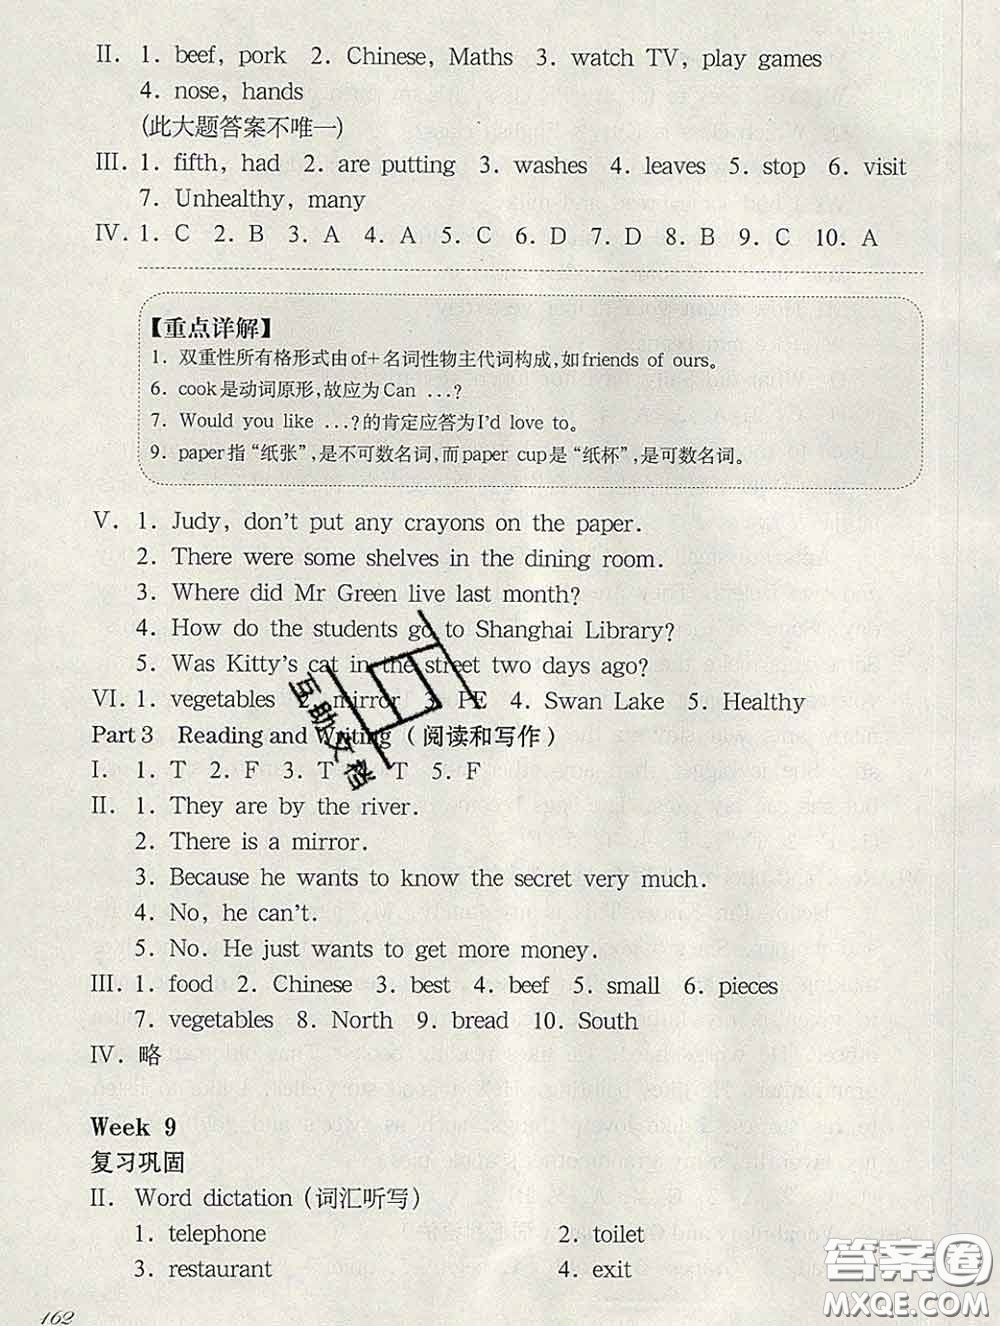 II. 1. beef, pork 2. Chinese, Maths 3. watch TV, play games
4. nose, hands
(此大题答案不唯一)
III. 1. fifth, had 2. are putting 3. washes 4. leaves 5. stop 6. visit
7. Unhealthy, many
IV. 1. C 2. B 3. A 4. A 5. C 6. D 7. D 8. B 9. C 10. A
【重点详解】
1. 双重性所有格形式由of+名词性物主代词构成,如friends of ours。
6. cook是动词原形,故应为Can ...?
7. Would you like ...?的肯定应答为I'd love to。
9. paper指“纸张”,是不可数名词,而paper cup是“纸杯”,是可数名词。
V. 1. Judy, don't put any crayons on the paper.
2. There were some shelves in the dining room.
3. Where did Mr Green live last month?
4. How do the students go to Shanghai Library?
5. Was Kitty's cat in the street two days ago?
VI. 1. vegetables 2. mirror 3. PE 4. Swan Lake 5. Healthy
Part 3 Reading and Writing (阅读和写作)
I. 1. T 2. F 3. T T 5. F
II. 1. They are by the river.
2. There is a mirror.
3. Because he wants to know the secret very much.
4. No, he can't.
5. No. He just wants to get more money.
III. 1. food 2. Chinese 3. best 4. beef 5. small 6. pieces
7. vegetables 8. North 9. bread 10. South
IV. 略
Week 9
复习巩固
II. Word dictation (词汇听写)
1. telephone 2. toilet
3. restaurant 4. exit
162
互助文档
答案圈
MXQE.COM